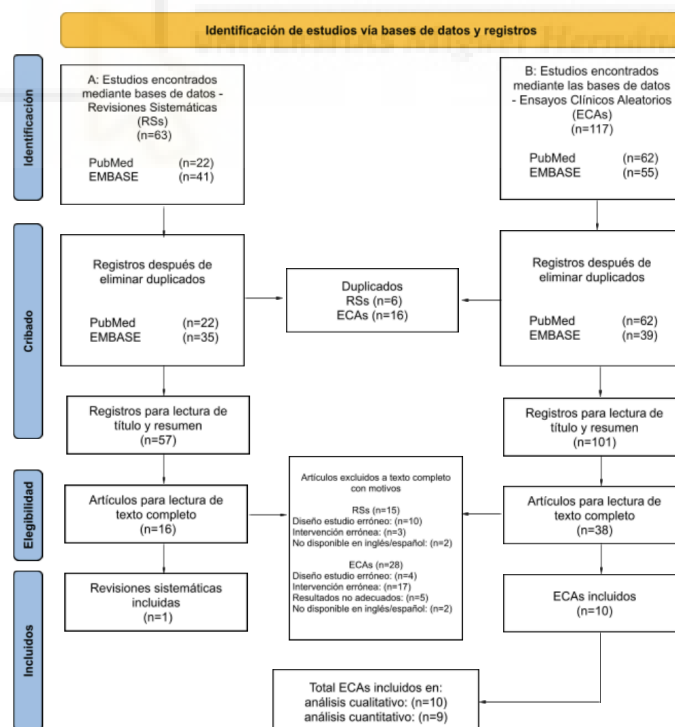 Identificación de estudios vía bases de datos y registros
UNIVERSITAS Miguel Hernández
Identificación
A: Estudios encontrados
mediante bases de datos -
Revisiones Sistemáticas
(RSs)
(n=63)
PubMed (n=22)
EMBASE (n=41)
B: Estudios encontrados
mediante las bases de datos
- Ensayos Clínicos Aleatorios
(ECAs)
(n=117)
PubMed (n=62)
EMBASE (n=55)
Cribado
Registros después de
eliminar duplicados
PubMed (n=22)
EMBASE (n=35)
Duplicados
RSs (n=6)
ECAs (n=16)
Registros después de
eliminar duplicados
PubMed (n=62)
EMBASE (n=39)
Registros para lectura de
título y resumen
(n=57)
Registros para lectura de
título y resumen
(n=101)
Elegibilidad
Artículos para lectura de
texto completo
(n=16)
Artículos excluidos a texto completo
con motivos
RSs (n=15)
Diseño estudio erróneo: (n=10)
Intervención errónea: (n=3)
No disponible en inglés/español: (n=2)
ECAs (n=28)
Diseño estudio erróneo: (n=4)
Intervención errónea: (n=17)
Resultados no adecuados: (n=5)
No disponible en inglés/español: (n=2)
Artículos para lectura de
texto completo
(n=38)
Incluidos
Revisiones sistemáticas
incluidas
(n=1)
ECAs incluidos
(n=10)
Total ECAs incluidos en:
análisis cualitativo: (n=10)
análisis cuantitativo: (n=9)